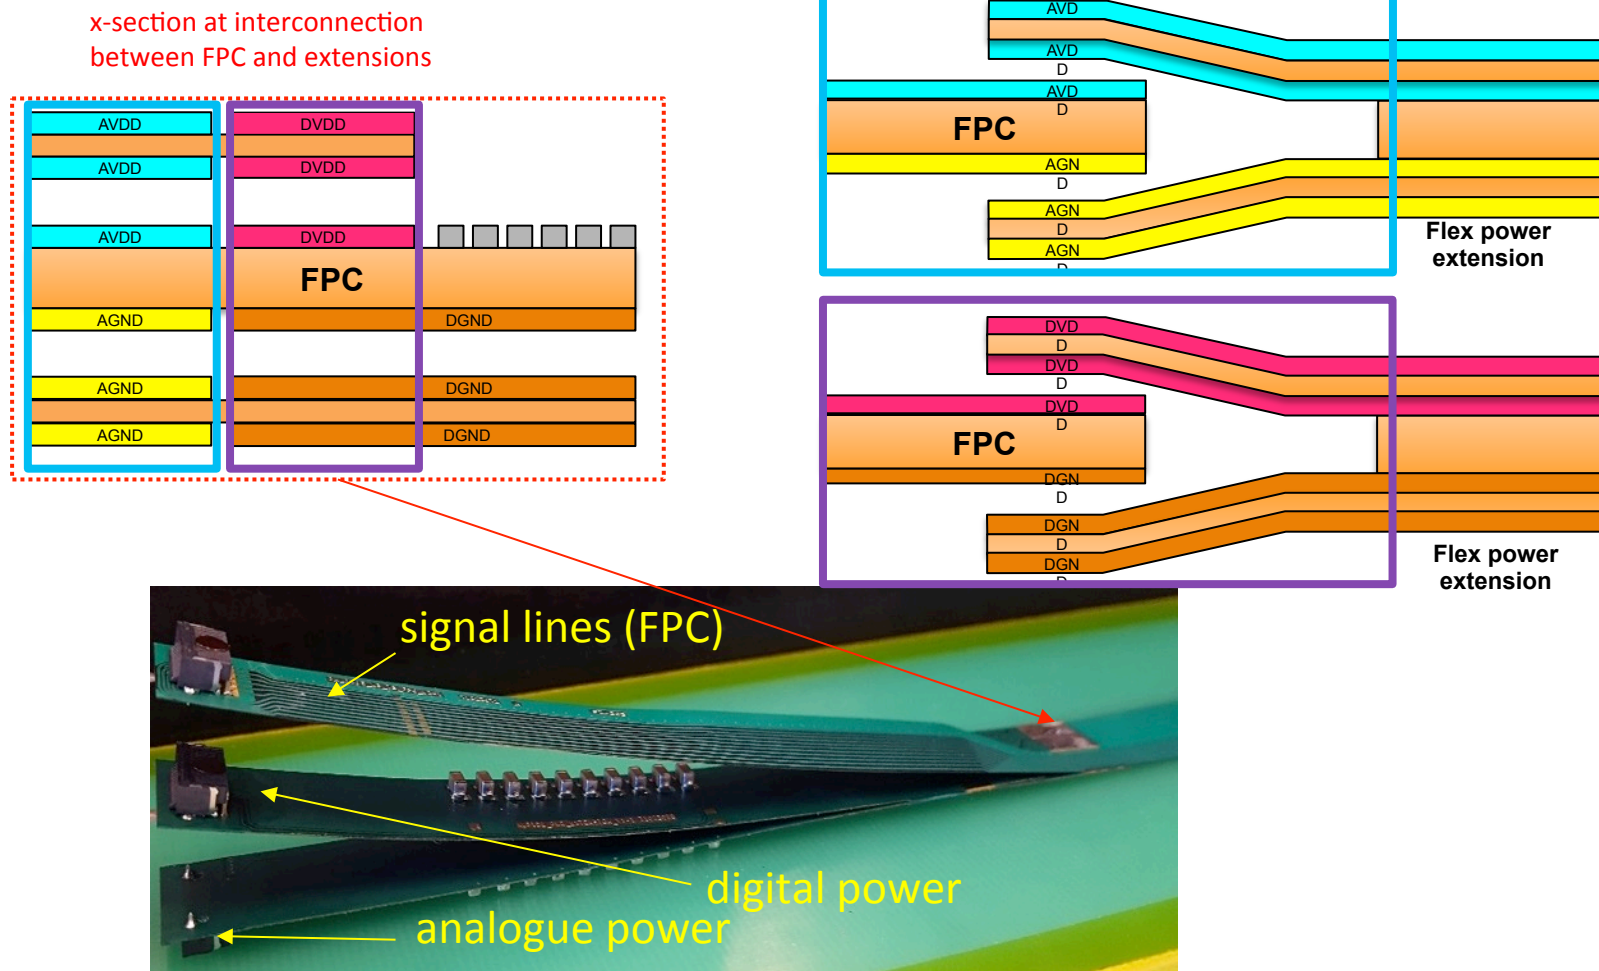 x-section at interconnection
between FPC and extensions
AVDD DVDD
AVDD DVDD
AVDD DVDD
FPC
AGND DGND
AGND DGND
AGND DGND
AVD
AVD
D
AVD
D
FPC
AGN
D
AGN
D
AGN
D
Flex power
extension
DVD
D
DVD
D
DVD
D
FPC
DGN
D
DGN
D
DGN
D
Flex power
extension
signal lines (FPC)
digital power
analogue power